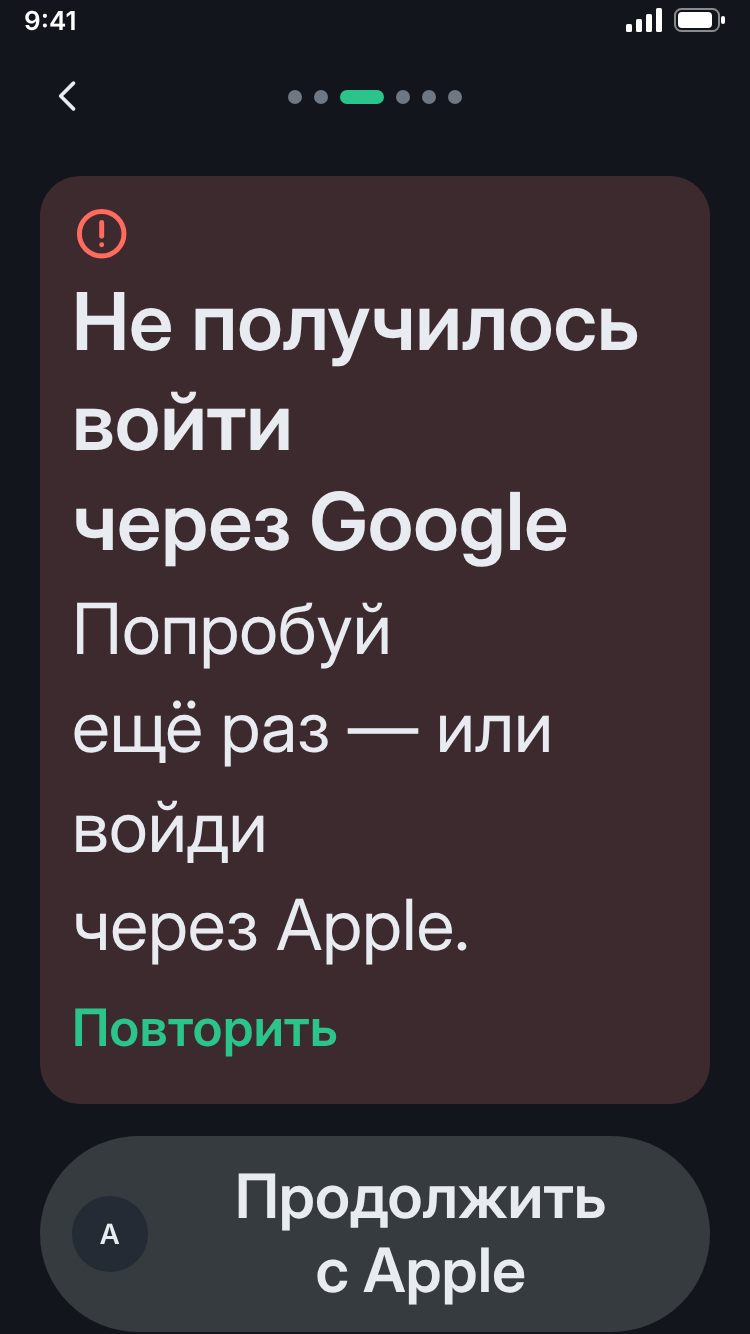 9:41
Не получилось
войти
через Google
Попробуй
ещё раз — или
войди
через Apple.
Повторить
A
Продолжить
с Apple